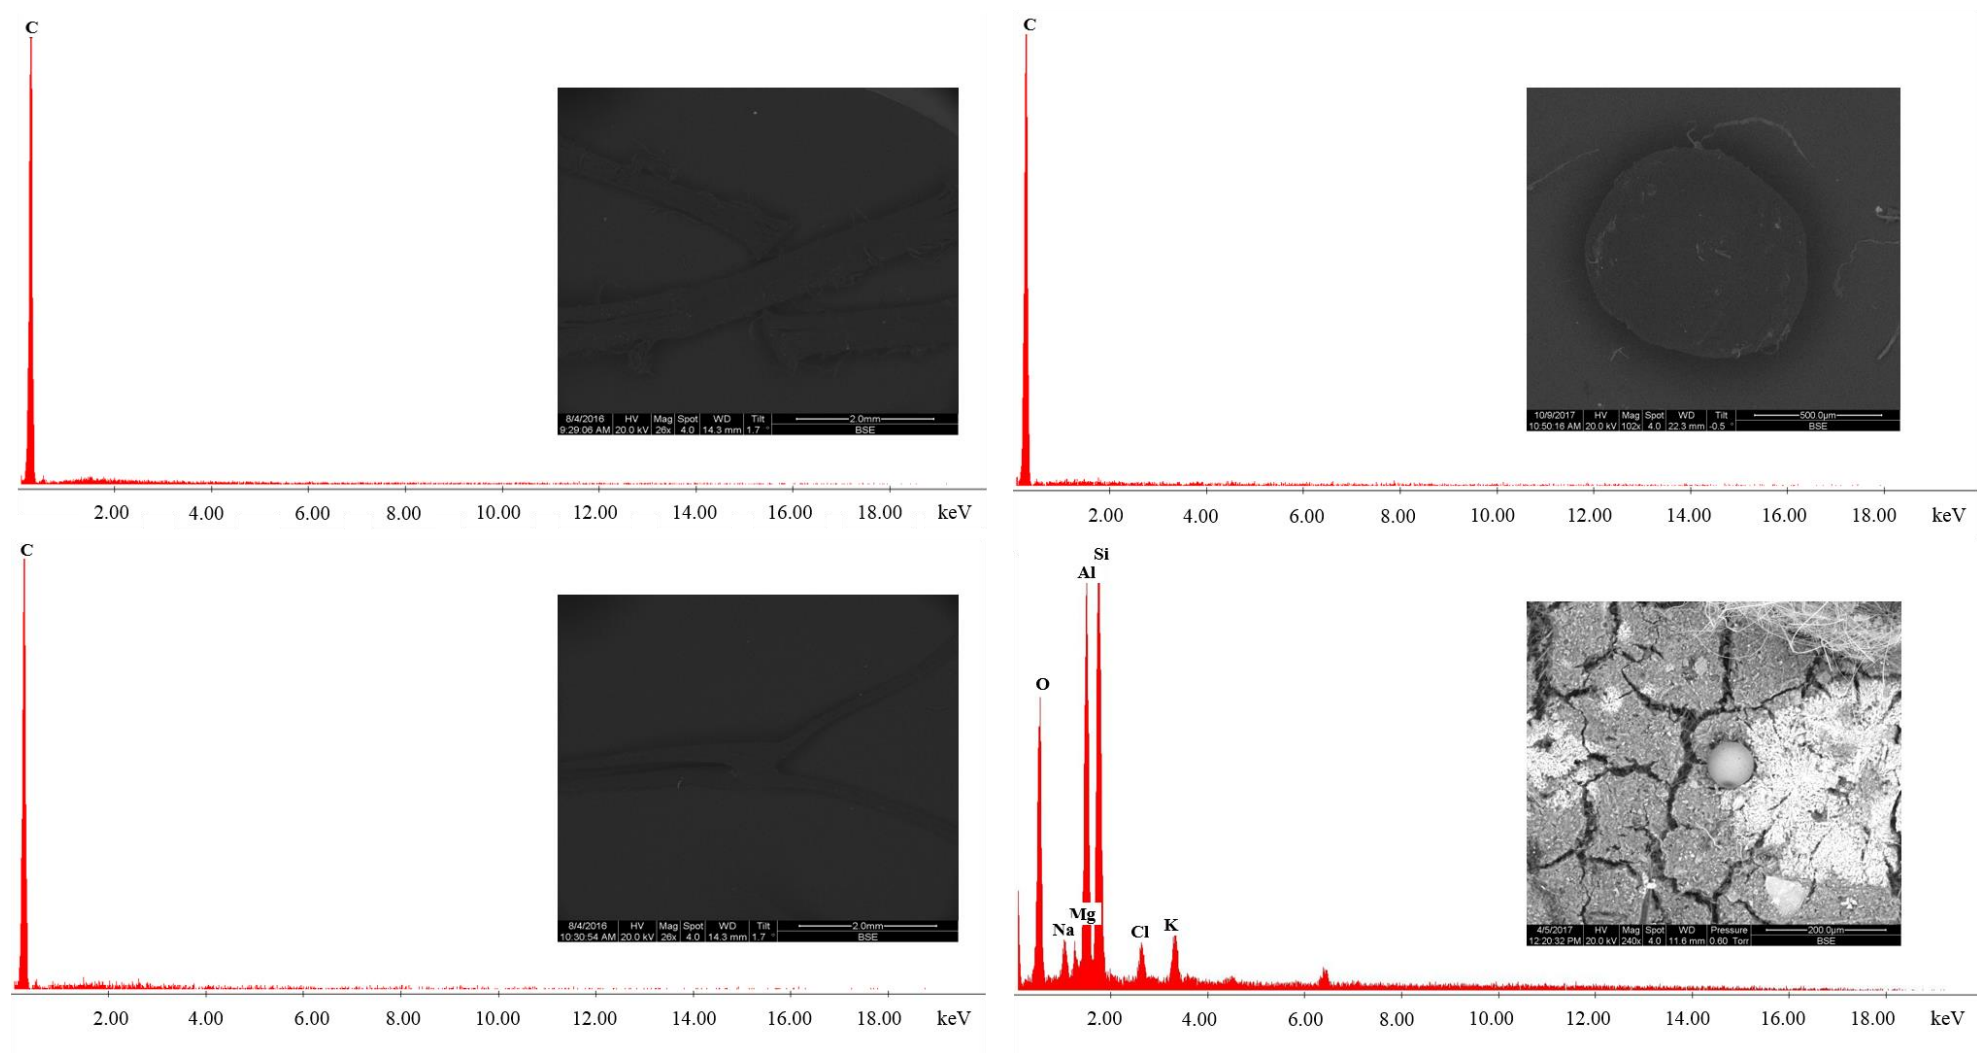 C
8/4/2016 HV Mag Spot WD Tilt 2.0mm
9:29:06 AM 20.0 kV 26x 4.0 14.3 mm 1.7 ° BSE
2.00 4.00 6.00 8.00 10.00 12.00 14.00 16.00 18.00 keV
C
10/9/2017 HV Mag Spot WD Tilt 500.0µm
10:50:16 AM 20.0 kV 102x 4.0 22.3 mm -0.5 ° BSE
2.00 4.00 6.00 8.00 10.00 12.00 14.00 16.00 18.00 keV
C
8/4/2016 HV Mag Spot WD Tilt 2.0mm
10:30:54 AM 20.0 kV 26x 4.0 14.3 mm 1.7 ° BSE
2.00 4.00 6.00 8.00 10.00 12.00 14.00 16.00 18.00 keV
Si
Al
O
Mg
Na Cl K
4/5/2017 HV Mag Spot WD Pressure 200.0µm
12:20:32 PM 20.0 kV 240x 4.0 11.6 mm 0.60 Torr BSE
2.00 4.00 6.00 8.00 10.00 12.00 14.00 16.00 18.00 keV